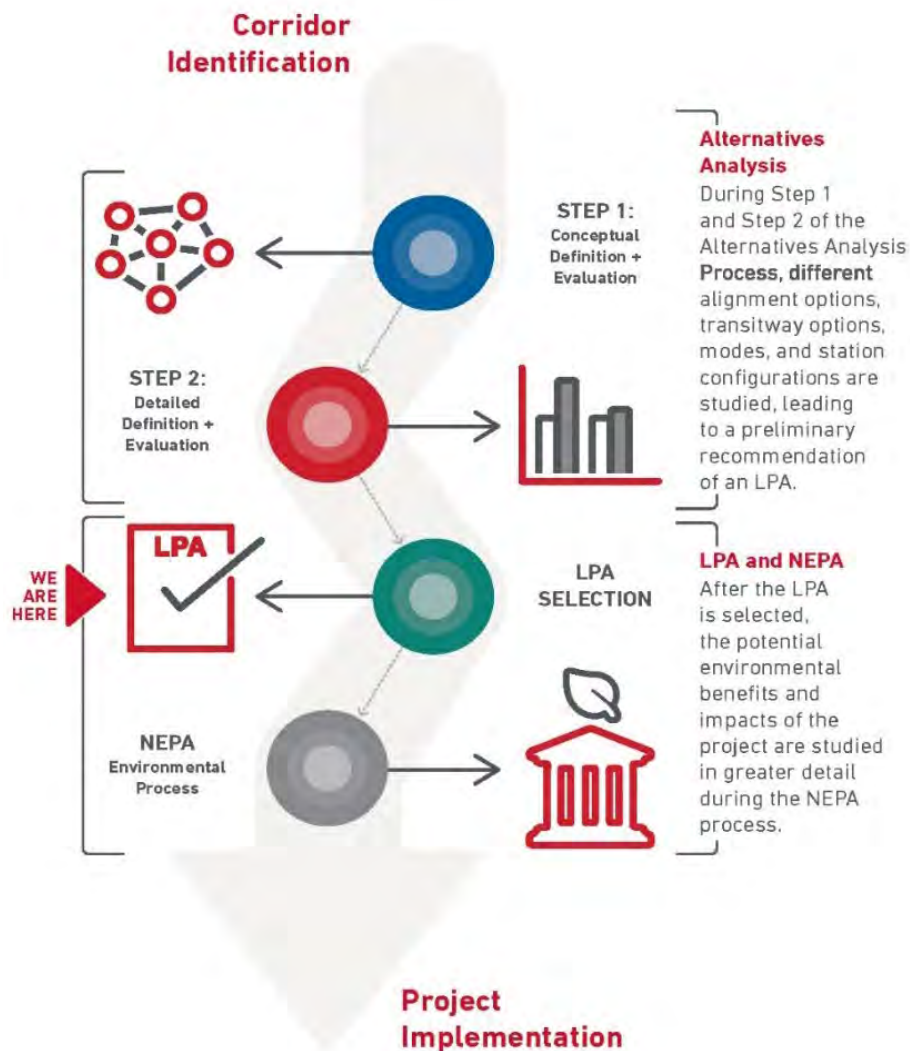 Corridor
Identification
STEP 1:
Conceptual
Definition +
Evaluation
Alternatives
Analysis
During Step 1
and Step 2 of the
Alternatives Analysis
Process, different
alignment options,
transitway options,
modes, and station
configurations are
studied, leading
to a preliminary
recommendation
of an LPA.
STEP 2:
Detailed
Definition +
Evaluation
WE
ARE
HERE
LPA
LPA
SELECTION
LPA and NEPA
After the LPA
is selected,
the potential
environmental
benefits and
impacts of the
project are studied
in greater detail
during the NEPA
process.
NEPA
Environmental
Process
Project
Implementation